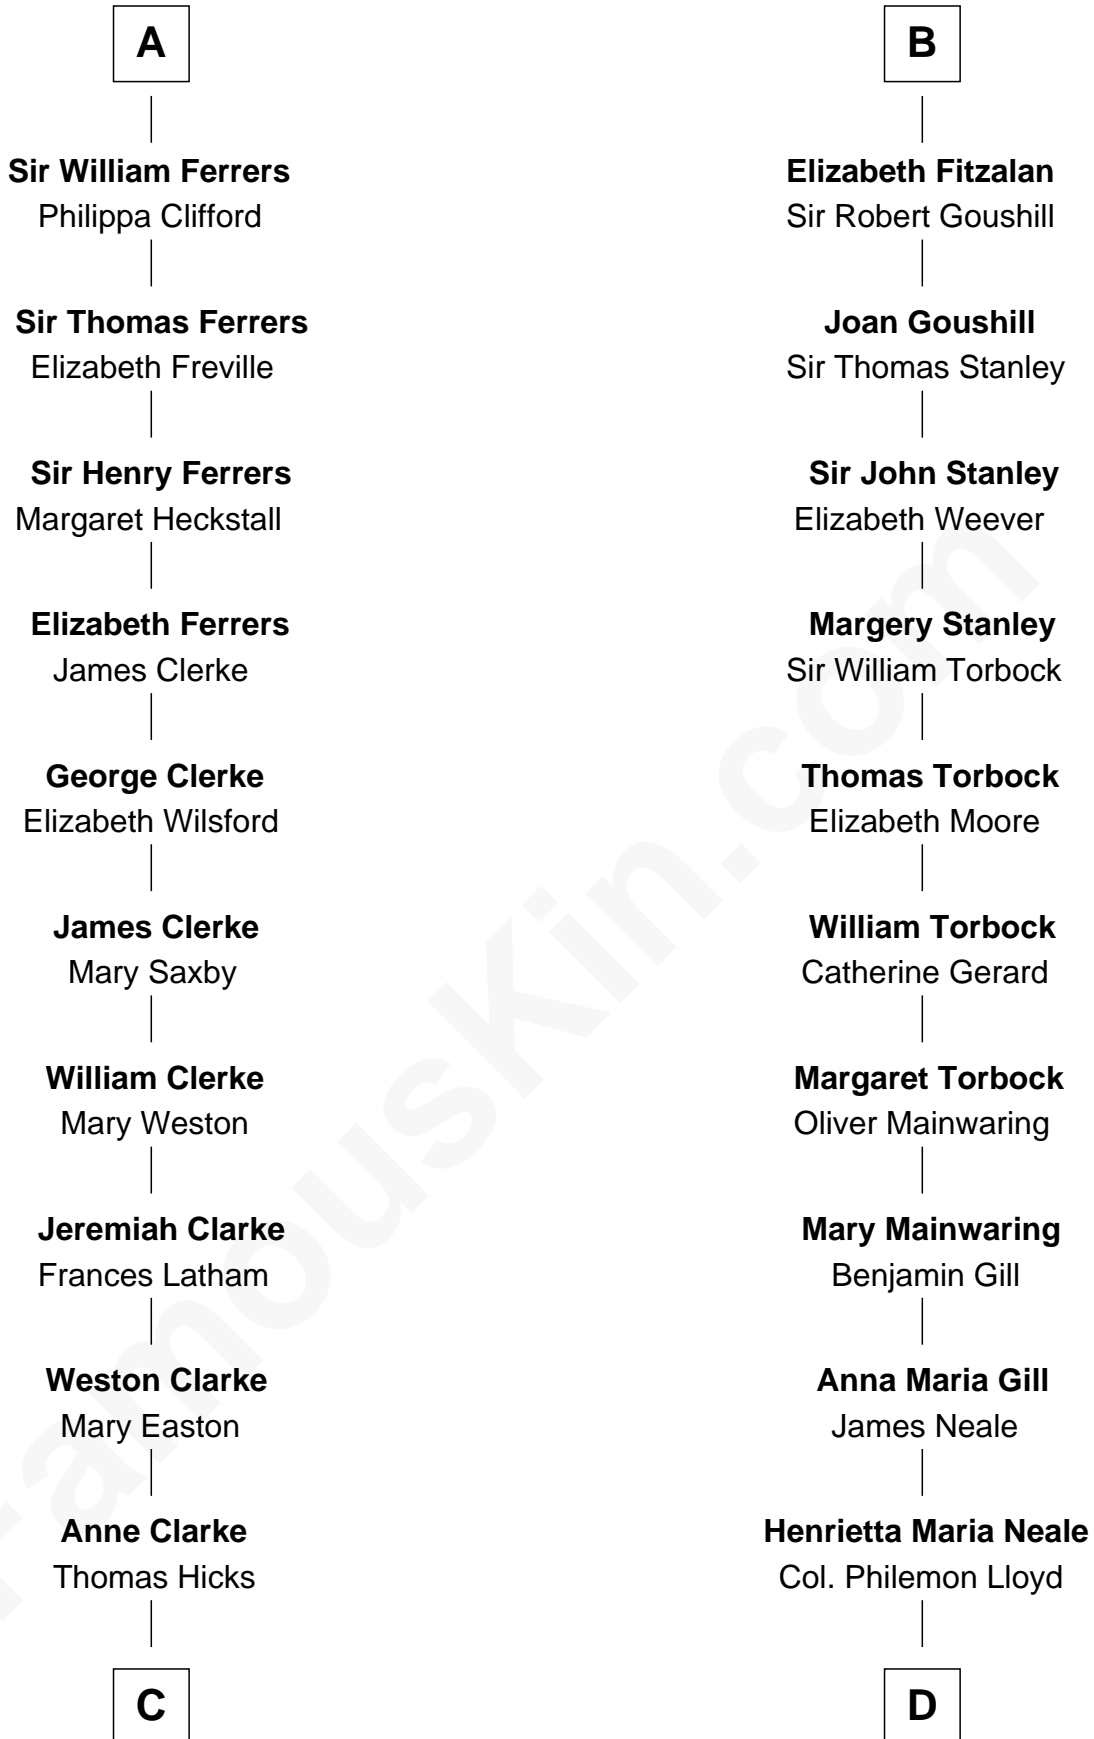 A
Sir William Ferrers
Philippa Clifford
Sir Thomas Ferrers
Elizabeth Freville
Sir Henry Ferrers
Margaret Heckstall
Elizabeth Ferrers
James Clerke
George Clerke
Elizabeth Wilsford
James Clerke
Mary Saxby
William Clerke
Mary Weston
Jeremiah Clarke
Frances Latham
Weston Clarke
Mary Easton
Anne Clarke
Thomas Hicks
C
B
Elizabeth Fitzalan
Sir Robert Goushill
Joan Goushill
Sir Thomas Stanley
Sir John Stanley
Elizabeth Weever
Margery Stanley
Sir William Torbock
Thomas Torbock
Elizabeth Moore
William Torbock
Catherine Gerard
Margaret Torbock
Oliver Mainwaring
Mary Mainwaring
Benjamin Gill
Anna Maria Gill
James Neale
Henrietta Maria Neale
Col. Philemon Lloyd
D
FamousKin.com